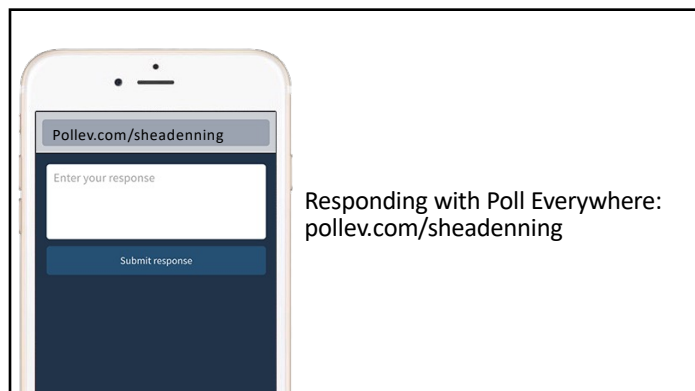 Pollev.com/sheadenning
Enter your response
Submit response
Responding with Poll Everywhere:
pollev.com/sheadenning